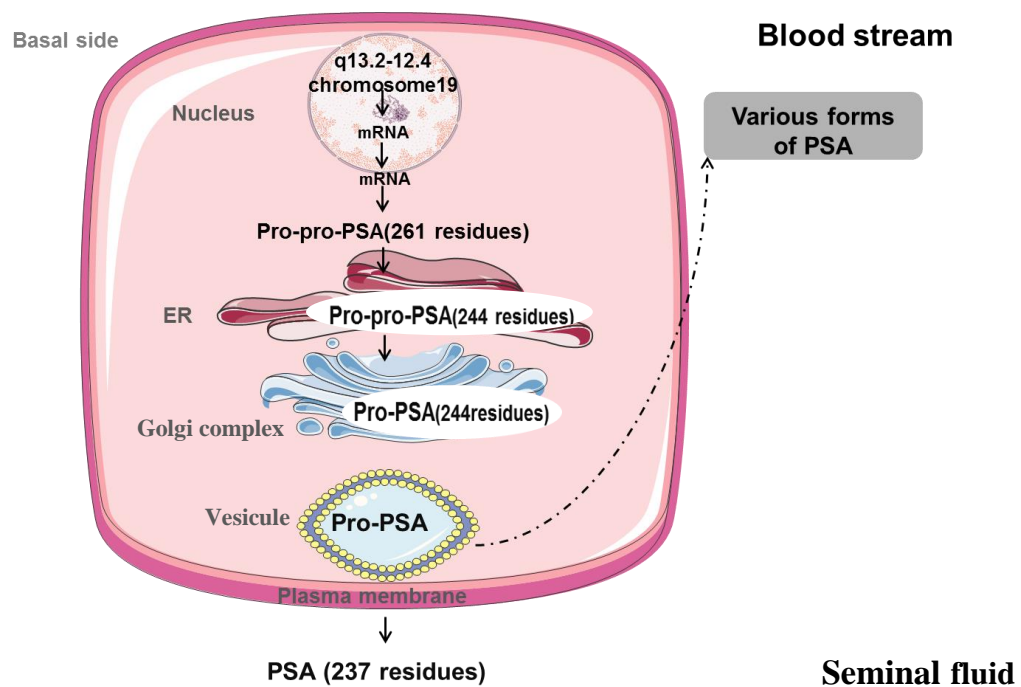 Basal side
Blood stream
q13.2-12.4
chromosome19
Nucleus
mRNA
mRNA
Various forms
of PSA
Pro-pro-PSA(261 residues)
ER
Pro-pro-PSA(244 residues)
Pro-PSA(244residues)
Golgi complex
Vesicule
Pro-PSA
Plasma membrane
PSA (237 residues)
Seminal fluid